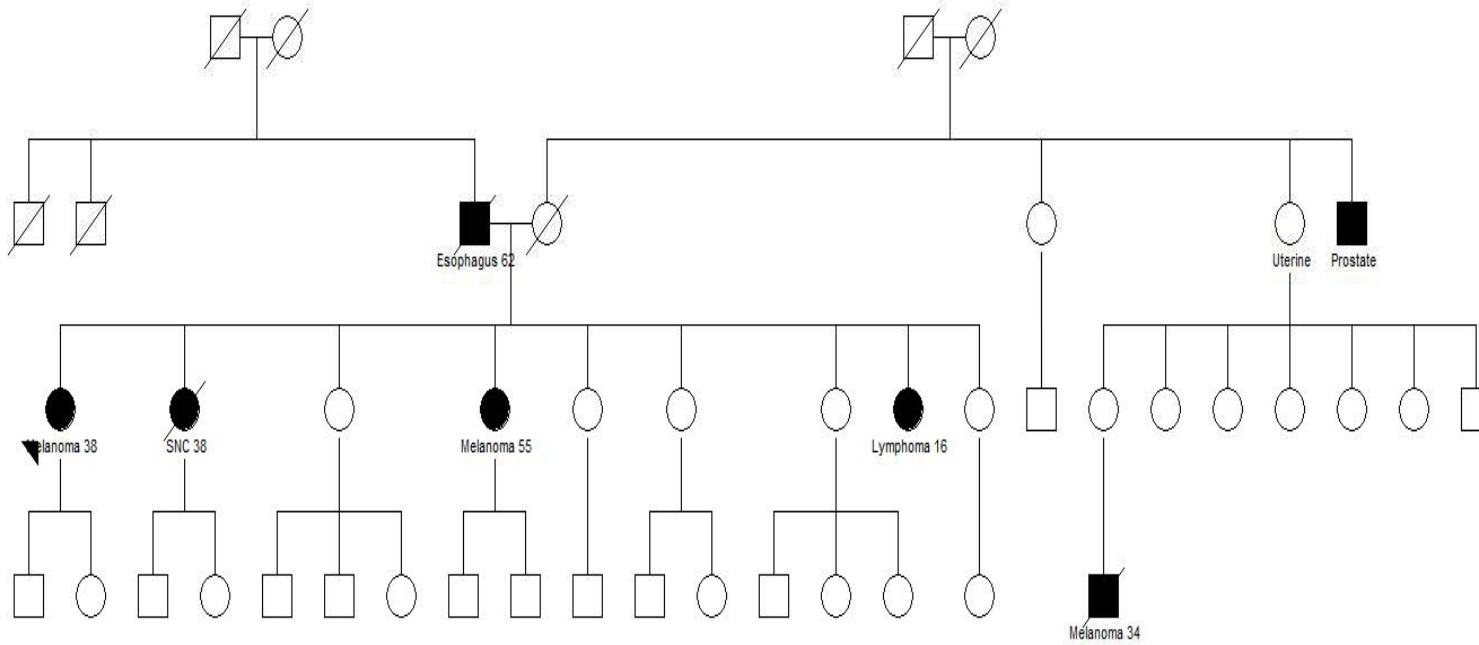 Esophagus 62
Uterine
Prostate
Melanoma 38
SNC 38
Melanoma 55
Lymphoma 16
Melanoma 34